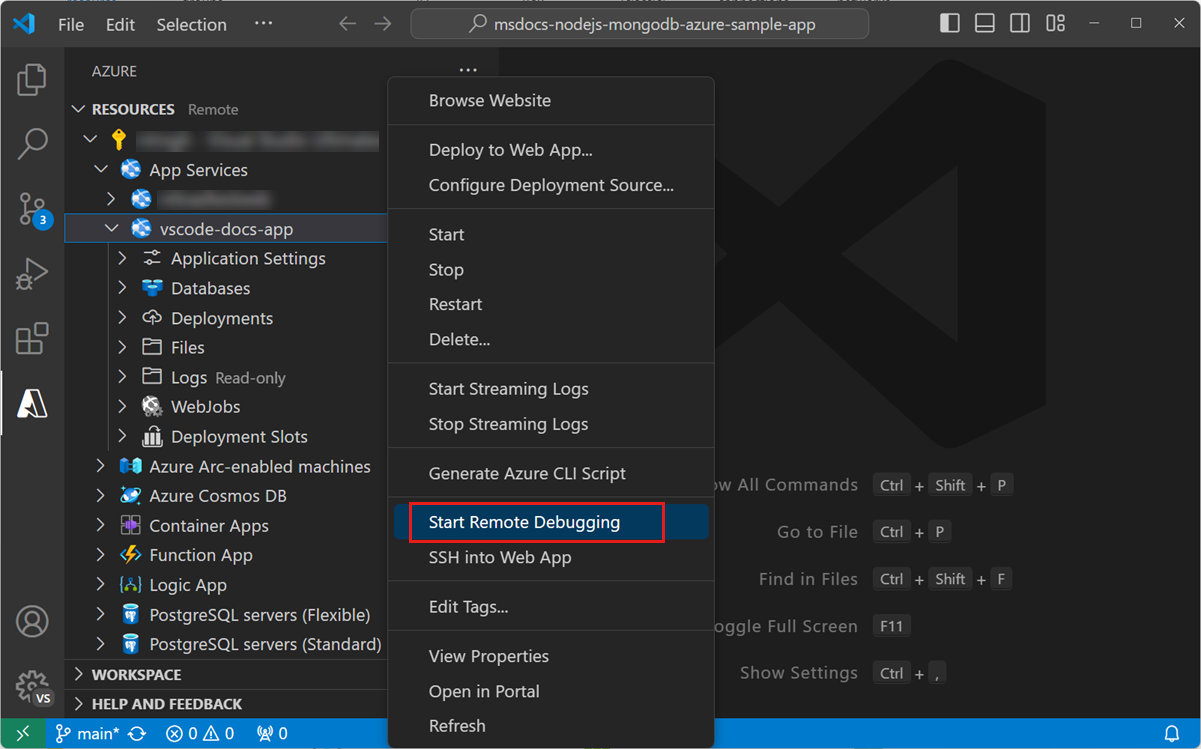 File Edit Selection ··· msdocs-nodejs-mongodb-azure-sample-app
AZURE
RESOURCES Remote
App Services
vscode-docs-app
Application Settings
Databases
Deployments
Files
Logs Read-only
WebJobs
Deployment Slots
Azure Arc-enabled machines
Azure Cosmos DB
Container Apps
Function App
Logic App
PostgreSQL servers (Flexible)
PostgreSQL servers (Standard)
WORKSPACE
HELP AND FEEDBACK
3
VS
Browse Website
Deploy to Web App...
Configure Deployment Source...
Start
Stop
Restart
Delete...
Start Streaming Logs
Stop Streaming Logs
Generate Azure CLI Script
Start Remote Debugging
SSH into Web App
Edit Tags...
View Properties
Open in Portal
Refresh
All Commands Ctrl + Shift + P
Go to File Ctrl + P
Find in Files Ctrl + Shift + F
Full Screen F11
Show Settings Ctrl + ,
main* 0 0 0